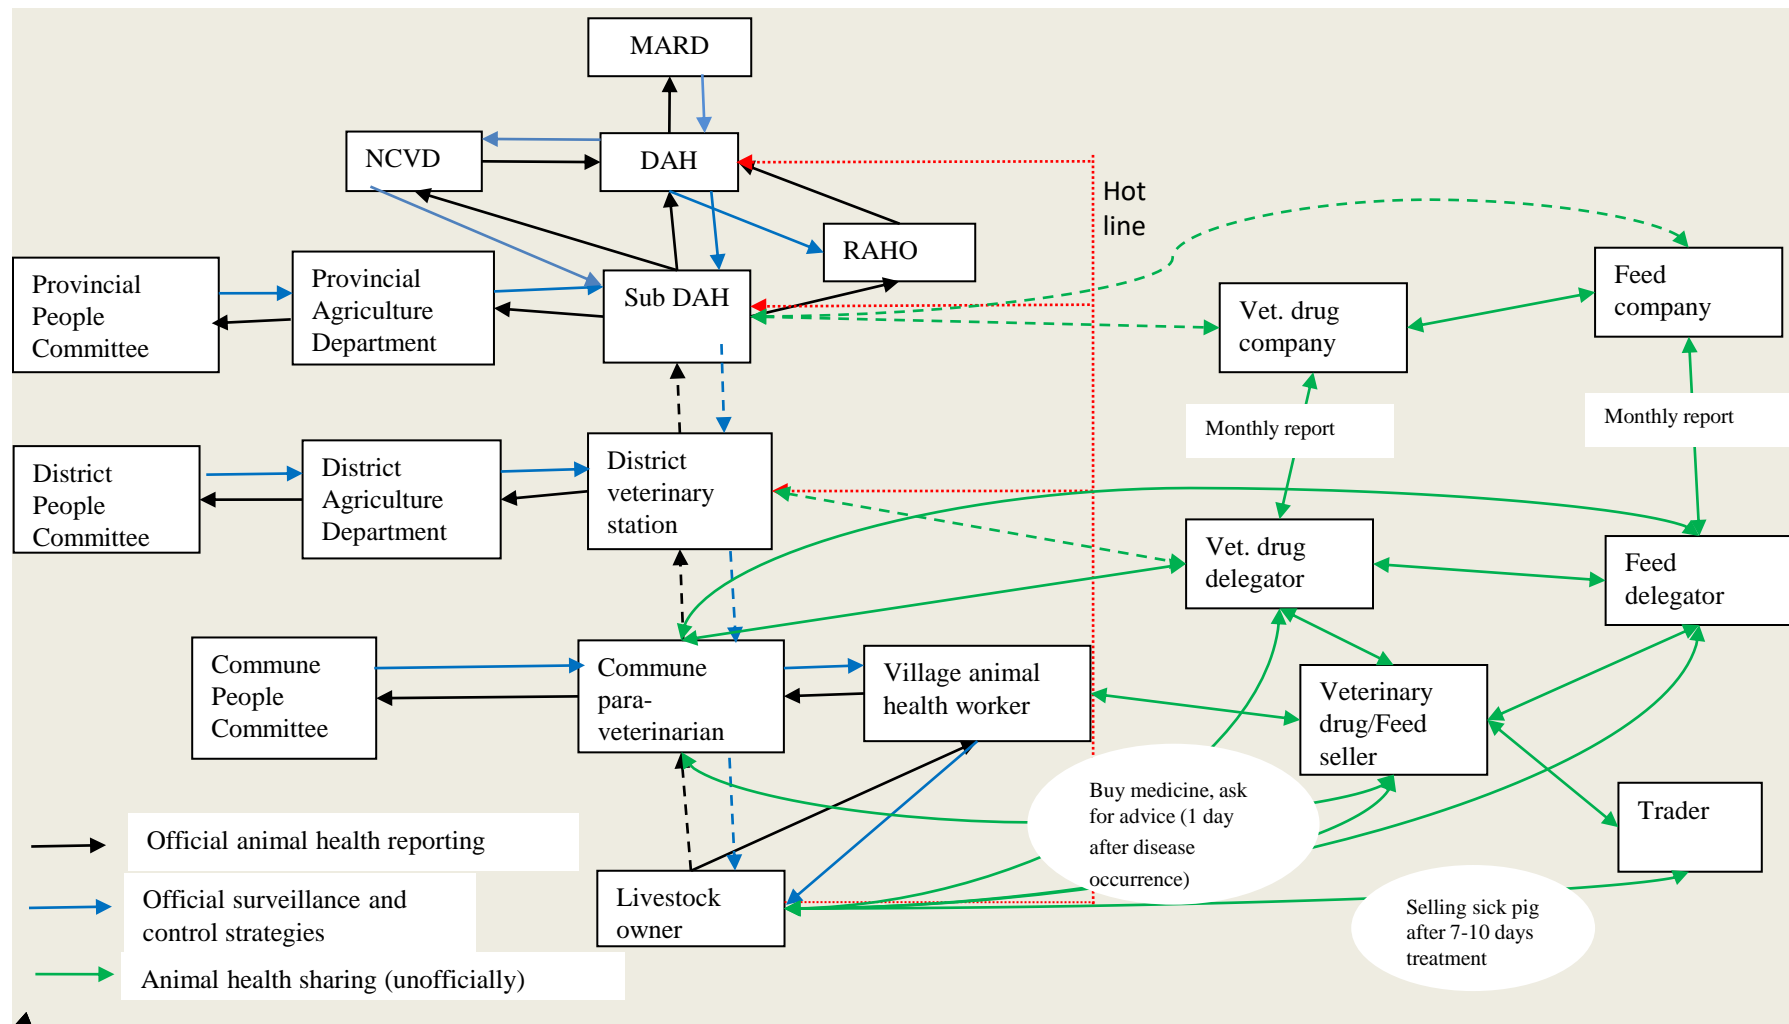 MARD
NCVD
DAH
Hot
line
RAHO
Provincial
People
Committee
Provincial
Agriculture
Department
Sub DAH
Vet. drug
company
Feed
company
Monthly report
Monthly report
District
People
Committee
District
Agriculture
Department
District
veterinary
station
Vet. drug
delegator
Feed
delegator
Commune
People
Committee
Commune
para-
veterinarian
Village animal
health worker
Veterinary
drug/Feed
seller
Buy medicine, ask
for advice (1 day
after disease
occurrence)
Trader
Official animal health reporting
Official surveillance and
control strategies
Animal health sharing (unofficially)
Livestock
owner
Selling sick pig
after 7-10 days
treatment